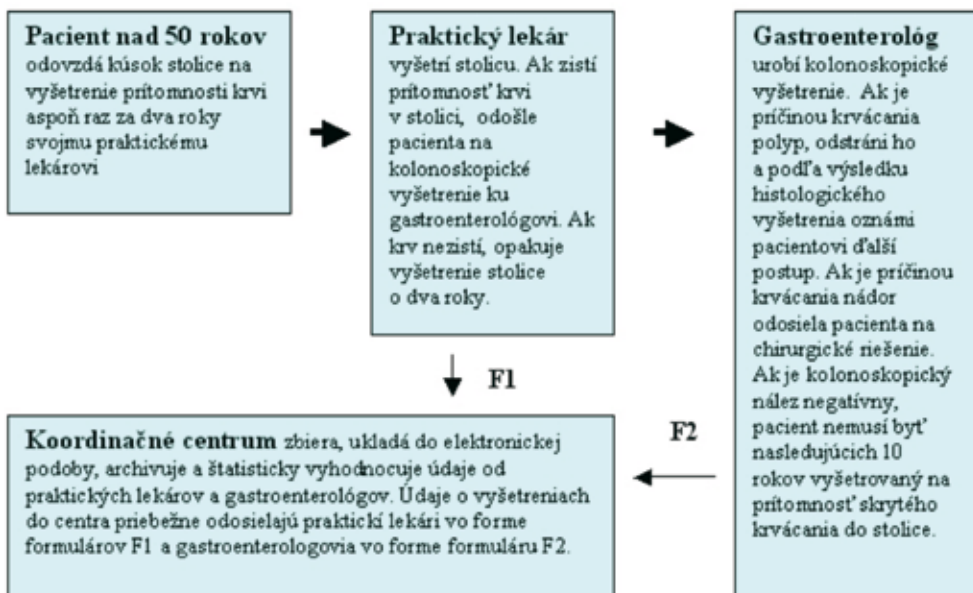 Pacient nad 50 rokov
odovzdá kúsok stolice na
vyšetrenie prítomnosti krvi
aspoň raz za dva roky
svojmu praktickému
lekárovi
Praktický lekár
vyšetrí stolicu. Ak zistí
prítomnosť krvi
v stolici, odošle
pacienta na
kolonoskopické
vyšetrenie ku
gastroenterológovi. Ak
krv nezistí, opakuje
vyšetrenie stolice
o dva roky.
Gastroenterológ
urobí kolonoskopické
vyšetrenie. Ak je
príčinou krvácania
polyp, odstráni ho
a podľa výsledku
histologického
vyšetrenia oznámi
pacientovi ďalší
postup. Ak je príčinou
krvácania nádor
odosiela pacienta na
chirurgické riešenie.
Ak je kolonoskopický
nález negatívny,
pacient nemusí byť
nasledujúcich 10
rokov vyšetrovaný na
prítomnosť skrytého
krvácania do stolice.
F1
F2
Koordinačné centrum zbiera, ukladá do elektronickej
podoby, archivuje a štatisticky vyhodnocuje údaje od
praktických lekárov a gastroenterológov. Údaje o vyšetreniach
do centra priebežne odosielajú praktickí lekári vo forme
formulárov F1 a gastroenterologovia vo forme formuláru F2.